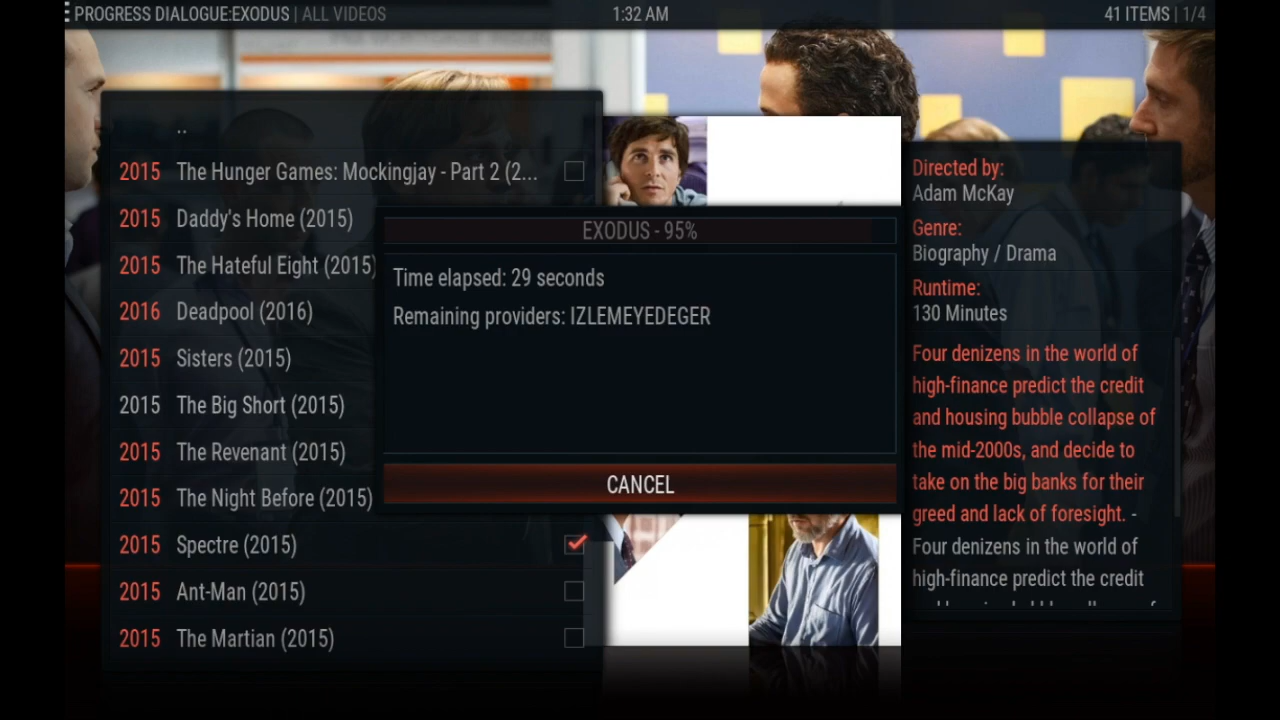 PROGRESS DIALOGUE:EXODUS | ALL VIDEOS
1:32 AM
41 ITEMS | 1/4
..
2015 The Hunger Games: Mockingjay - Part 2 (2...
2015 Daddy's Home (2015)
2015 The Hateful Eight (2015)
2016 Deadpool (2016)
2015 Sisters (2015)
2015 The Big Short (2015)
2015 The Revenant (2015)
2015 The Night Before (2015)
2015 Spectre (2015)
2015 Ant-Man (2015)
2015 The Martian (2015)
EXODUS - 95%
Time elapsed: 29 seconds
Remaining providers: IZLEMEYEDEGER
CANCEL
Directed by:
Adam McKay
Genre:
Biography / Drama
Runtime:
130 Minutes
Four denizens in the world of
high-finance predict the credit
and housing bubble collapse of
the mid-2000s, and decide to
take on the big banks for their
greed and lack of foresight. -
Four denizens in the world of
high-finance predict the credit